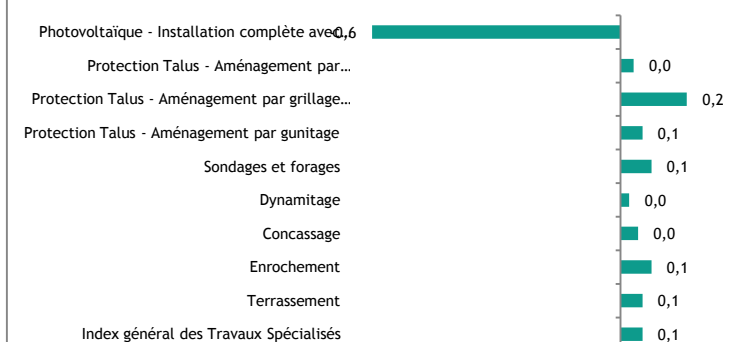 Photovoltaïque - Installation complète avec… -0,6
Protection Talus - Aménagement par… 0,0
Protection Talus - Aménagement par grillage… 0,2
Protection Talus - Aménagement par gunitage 0,1
Sondages et forages 0,1
Dynamitage 0,0
Concassage 0,0
Enrochement 0,1
Terrassement 0,1
Index général des Travaux Spécialisés 0,1